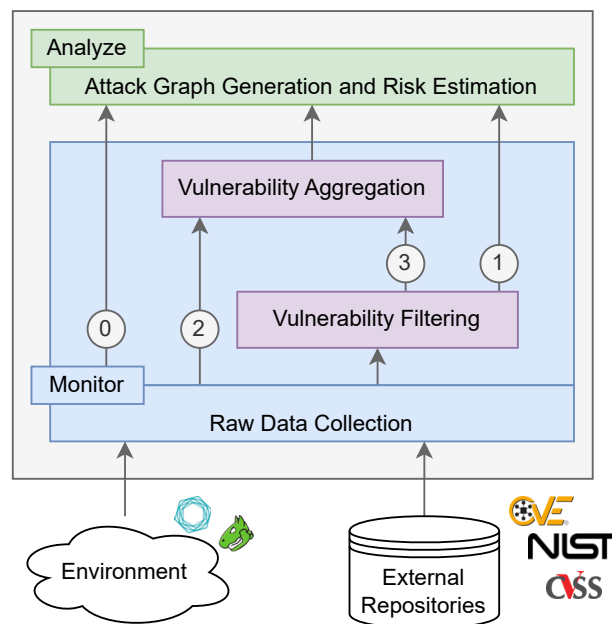 Analyze
Attack Graph Generation and Risk Estimation
Vulnerability Aggregation
3
1
0
2
Vulnerability Filtering
Monitor
Raw Data Collection
CVE
NIST
CVSS
Environment
External
Repositories